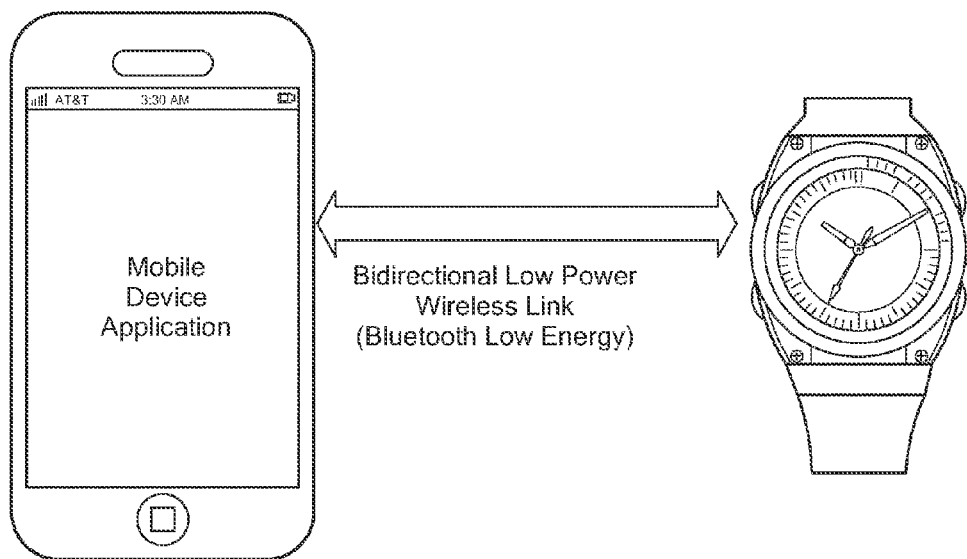 AT&T 3:30 AM
Mobile
Device
Application
Bidirectional Low Power
Wireless Link
(Bluetooth Low Energy)